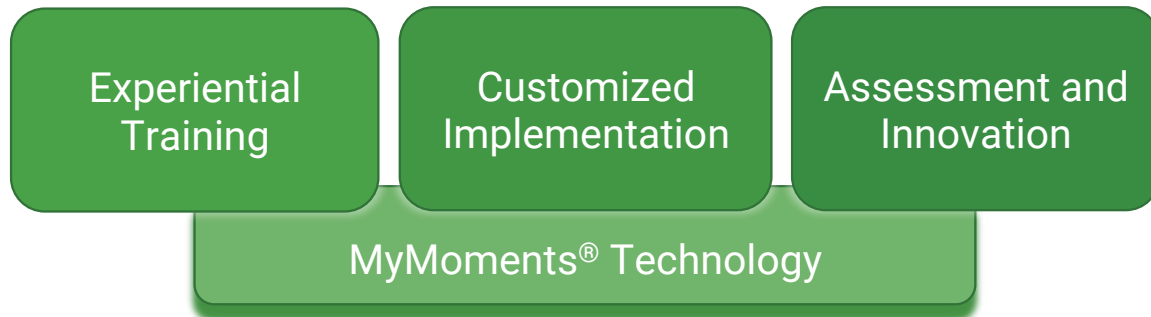 Experiential
Training
Customized
Implementation
Assessment and
Innovation
MyMoments® Technology